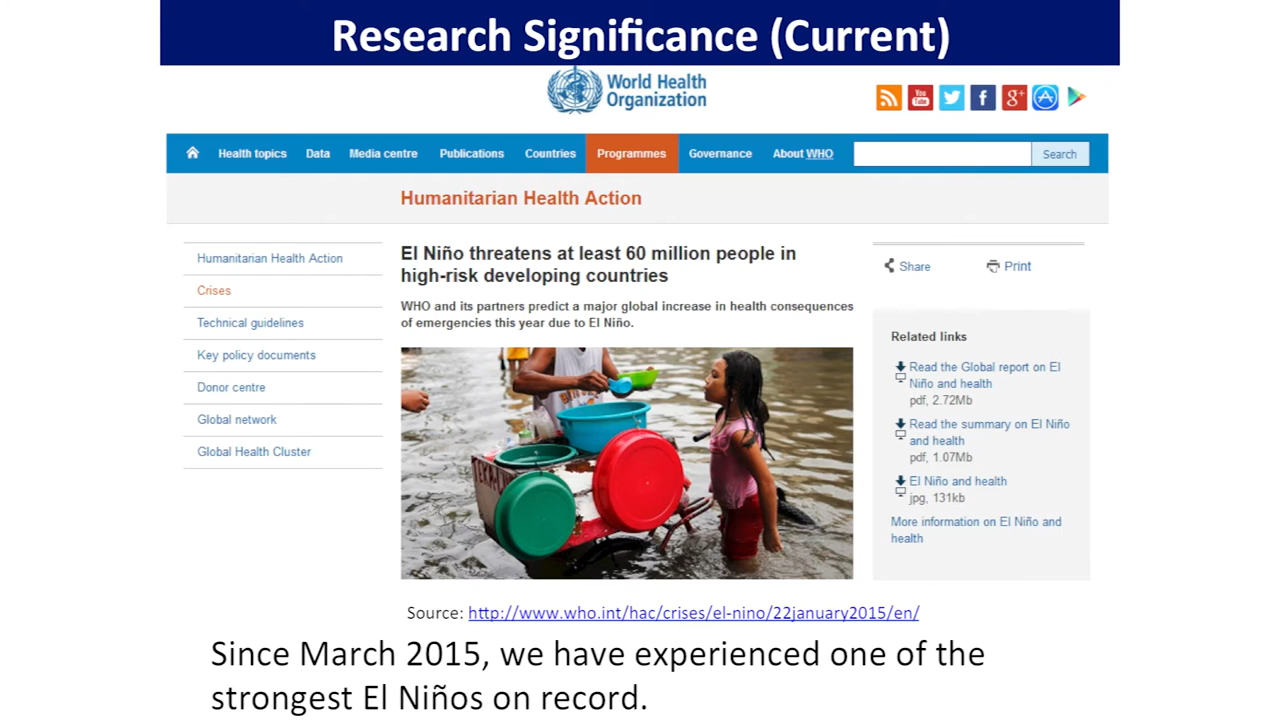 Research Significance (Current)
World Health
Organization
Health topics Data Media centre Publications Countries Programmes Governance About WHO Search
Humanitarian Health Action
Humanitarian Health Action
Crises
Technical guidelines
Key policy documents
Donor centre
Global network
Global Health Cluster
El Niño threatens at least 60 million people in
high-risk developing countries
WHO and its partners predict a major global increase in health consequences
of emergencies this year due to El Niño.
Share Print
Related links
Read the Global report on El
Niño and health
pdf, 2.72Mb
Read the summary on El Niño
and health
pdf, 1.07Mb
El Niño and health
jpg, 131kb
More information on El Niño and
health
Source: http://www.who.int/hac/crises/el-nino/22january2015/en/
Since March 2015, we have experienced one of the
strongest El Niños on record.